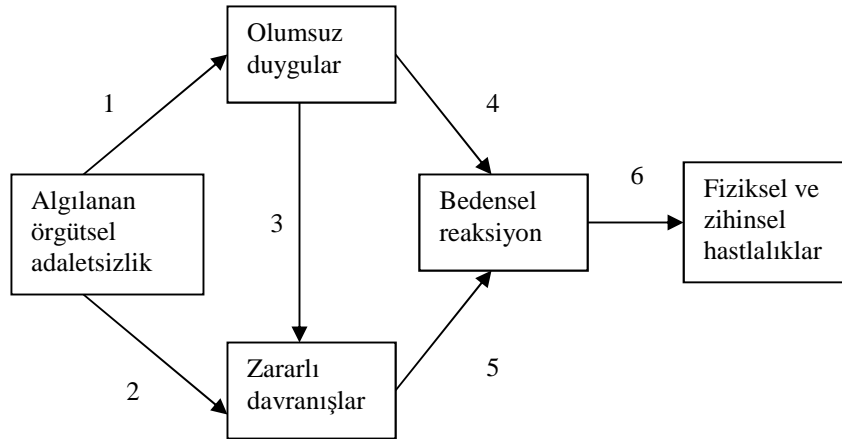 Olumsuz
duygular
1
4
Algılanan
örgütsel
adaletsizlik
3
Bedensel
reaksiyon
6
Fiziksel ve
zihinsel
hastlalıklar
2
Zararlı
davranışlar
5